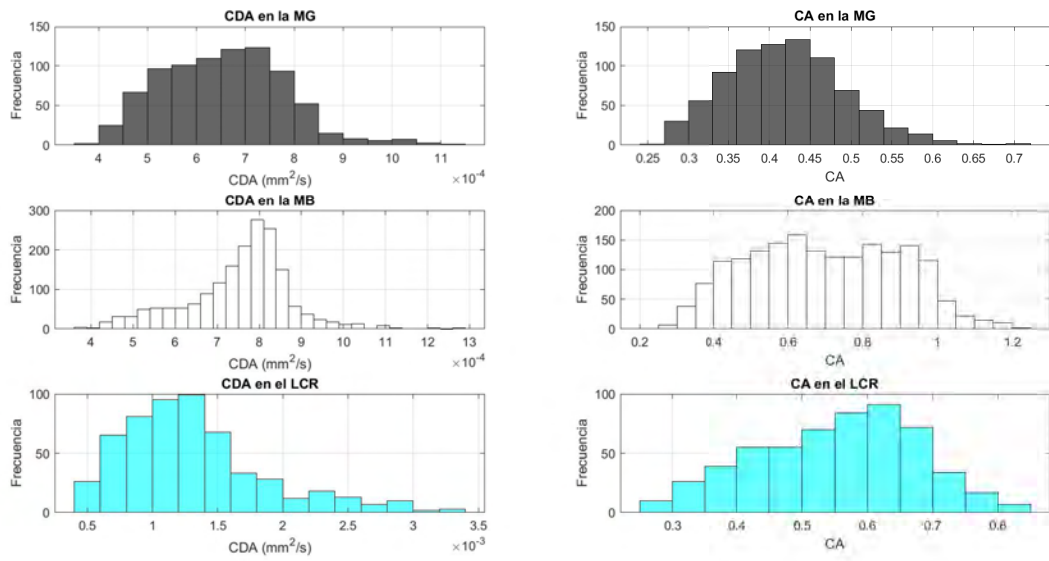 CDA en la MG
150
100
50
0
Frecuencia
4 5 6 7 8 9 10 11
CDA (mm²/s)
×10⁻⁴
CA en la MG
150
100
50
0
Frecuencia
0.25 0.3 0.35 0.4 0.45 0.5 0.55 0.6 0.65 0.7
CA
CDA en la MB
300
200
100
0
Frecuencia
4 5 6 7 8 9 10 11 12 13
CDA (mm²/s)
×10⁻⁴
CA en la MB
200
150
100
50
0
Frecuencia
0.2 0.4 0.6 0.8 1 1.2
CA
CDA en el LCR
100
50
0
Frecuencia
0.5 1 1.5 2 2.5 3 3.5
CDA (mm²/s)
×10⁻³
CA en el LCR
100
50
0
Frecuencia
0.3 0.4 0.5 0.6 0.7 0.8
CA